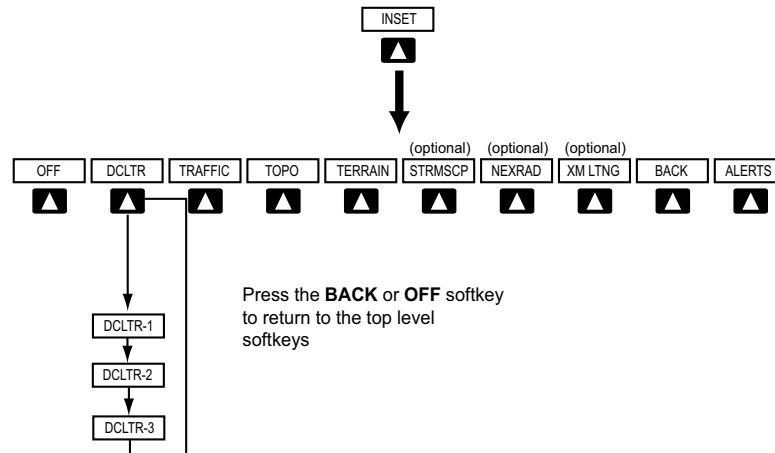 INSET
(optional) (optional) (optional)
OFF DCLTR TRAFFIC TOPO TERRAIN STRMSCP NEXRAD XM LTNG BACK ALERTS
Press the BACK or OFF softkey
to return to the top level
softkeys
DCLTR-1
DCLTR-2
DCLTR-3